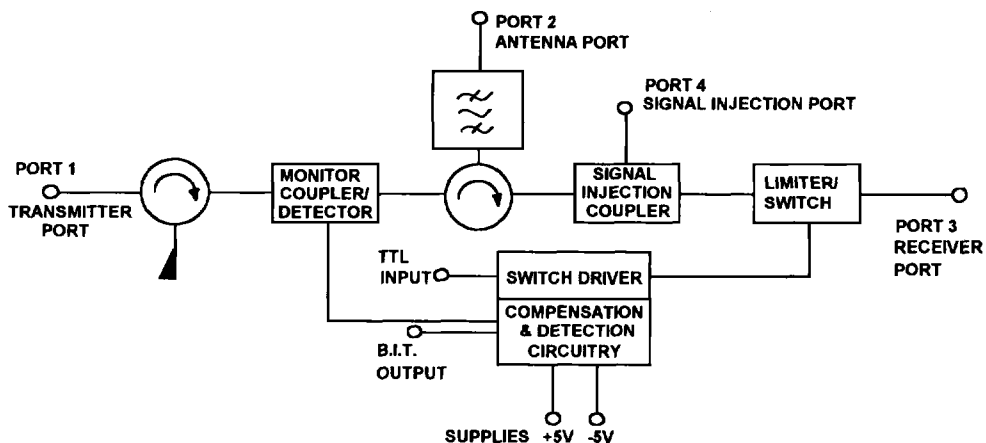 PORT 2
ANTENNA PORT
PORT 4
SIGNAL INJECTION PORT
PORT 1
TRANSMITTER
PORT
MONITOR
COUPLER/
DETECTOR
SIGNAL
INJECTION
COUPLER
LIMITER/
SWITCH
PORT 3
RECEIVER
PORT
TTL
INPUT
SWITCH DRIVER
COMPENSATION
& DETECTION
CIRCUITRY
B.I.T.
OUTPUT
SUPPLIES +5V -5V